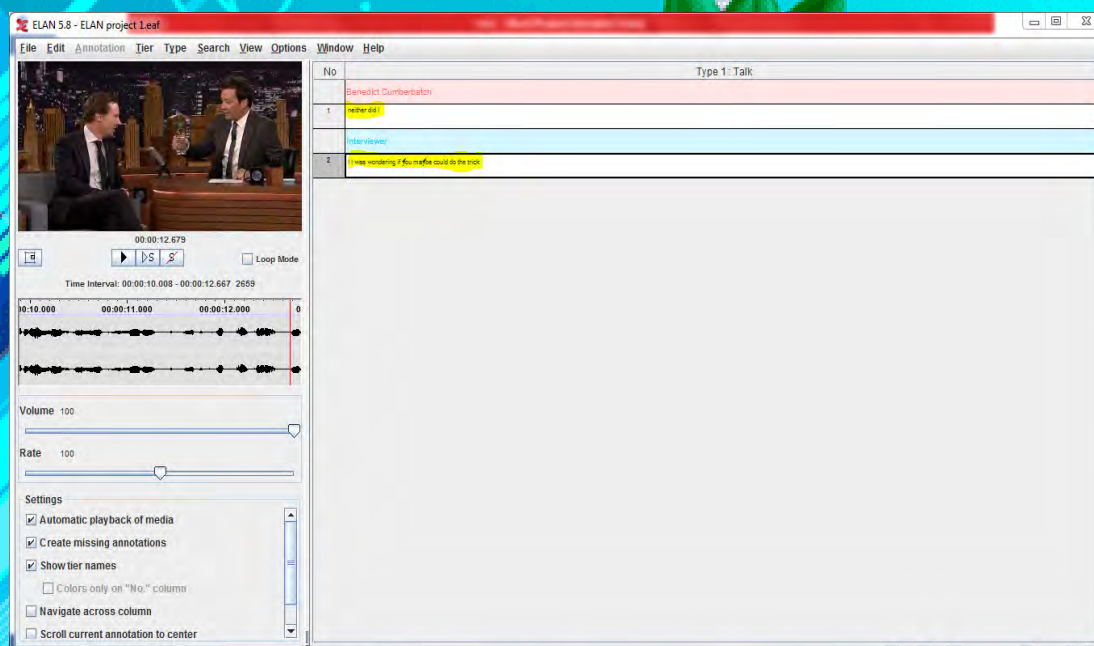 ELAN 5.8 - ELAN project 1.eaf
File Edit Annotation Tier Type Search View Options Window Help
No Type 1 : Talk
Benedict Cumberbatch
1 neither did I
Interviewer
2 I I was wondering if you maybe could do the trick
00:00:12.679
S S Loop Mode
Time Interval: 00:00:10.008 - 00:00:12.667 2659
00:10.000 00:00:11.000 00:00:12.000 0
Volume 100
Rate 100
Settings
Automatic playback of media
Create missing annotations
Show tier names
Colors only on "No." column
Navigate across column
Scroll current annotation to center